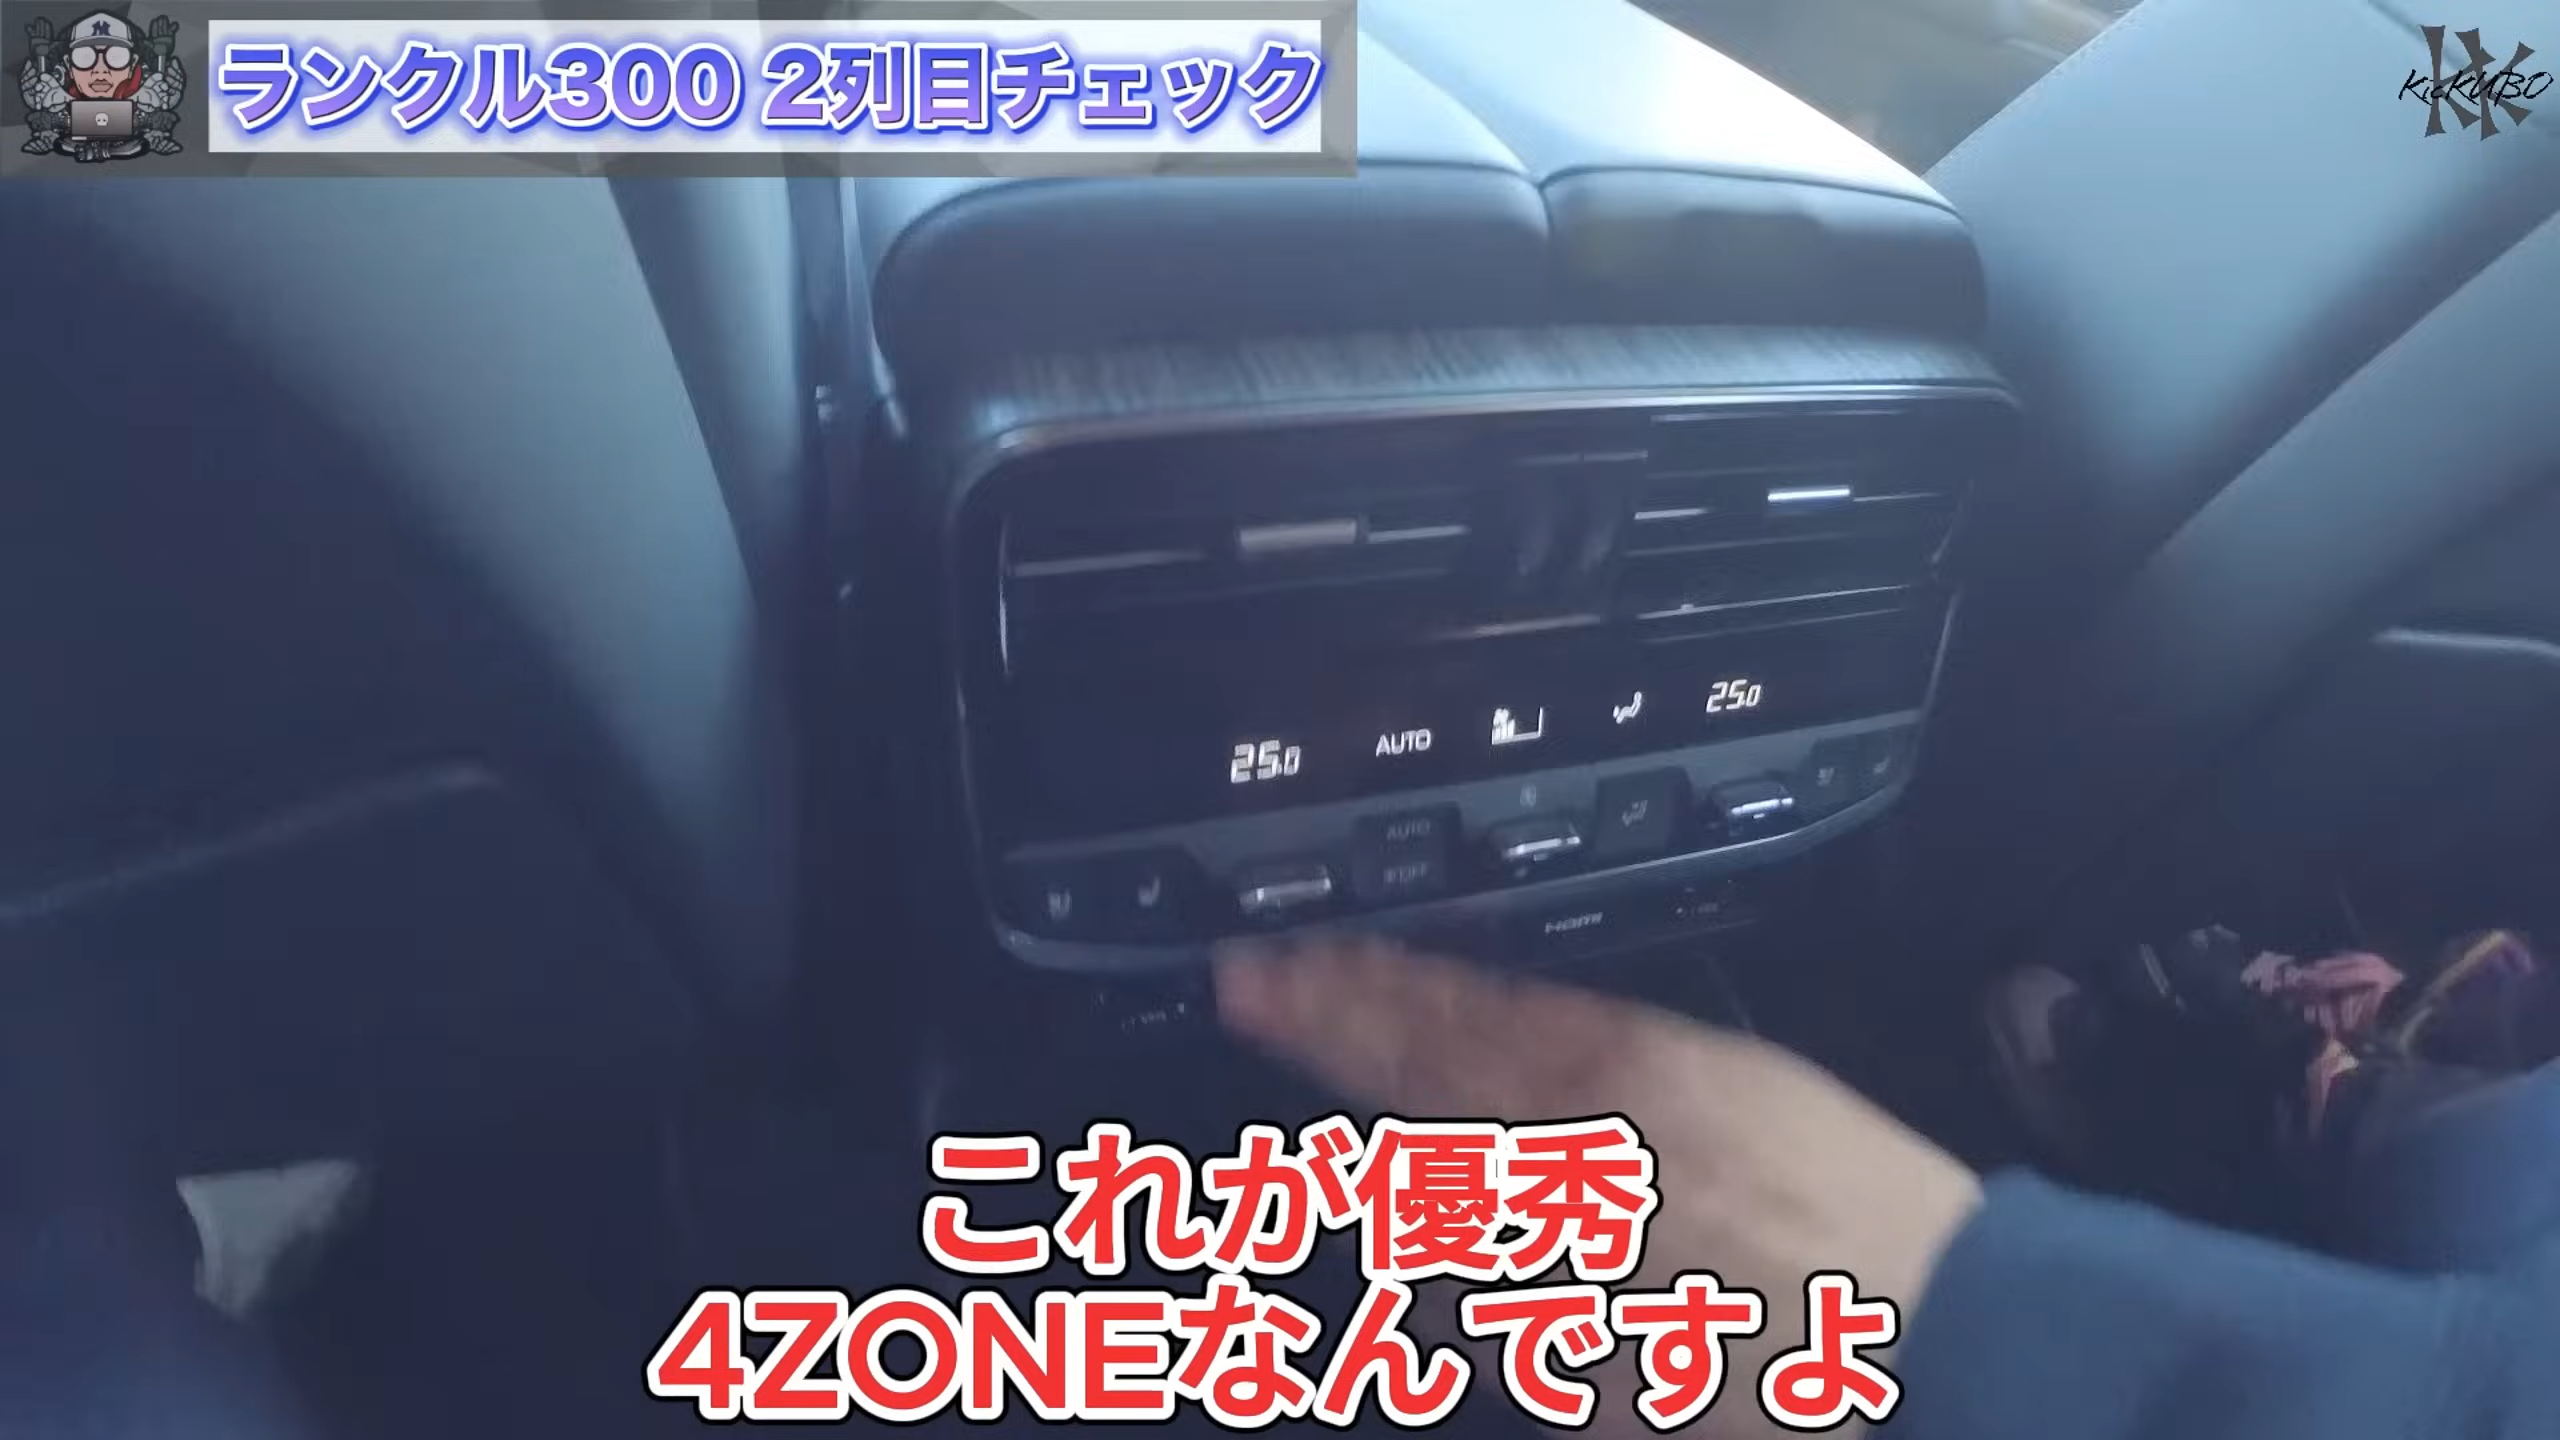 ランクル300 2列目チェック
KicKUBO
25.0 AUTO 25.0
AUTO
OFF
HDMI
これが優秀
4ZONEなんですよ